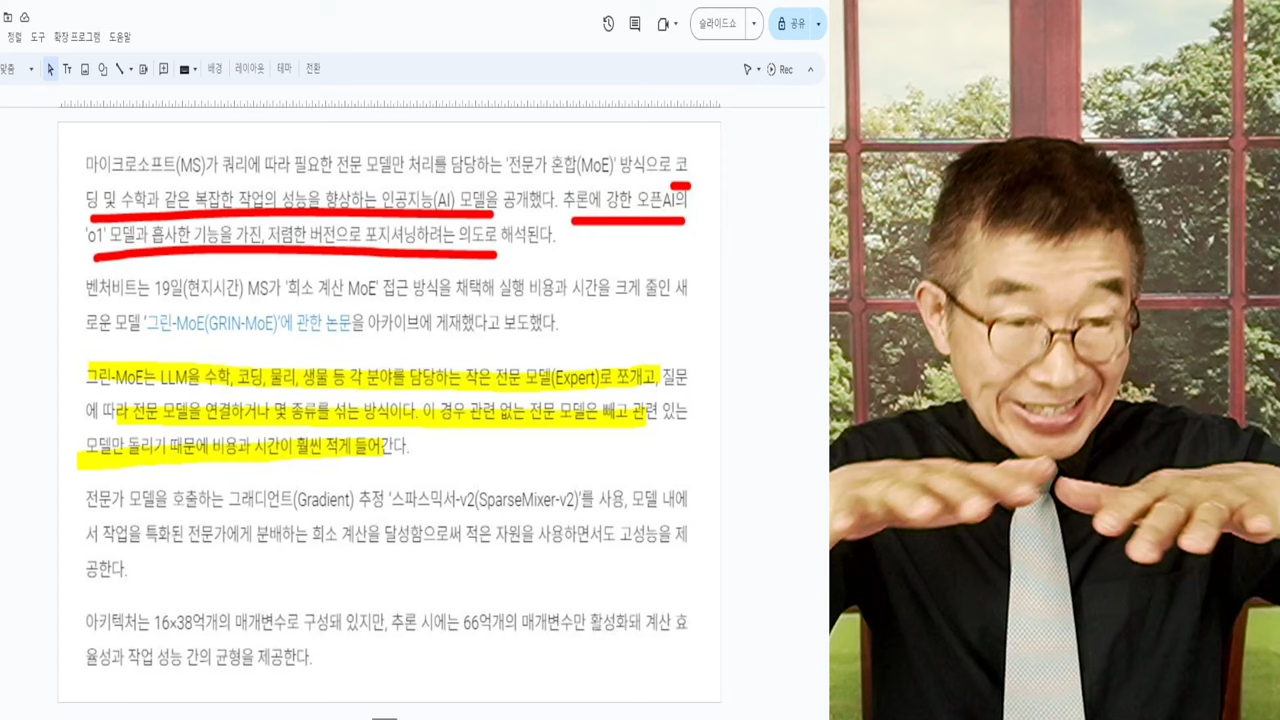 슬라이드쇼
공유
정렬 도구 확장 프로그램 도움말
맞춤
Tт
배경 레이아웃 테마 전환
Rec
마이크로소프트(MS)가 쿼리에 따라 필요한 전문 모델만 처리를 담당하는 '전문가 혼합(MoE)' 방식으로 코
딩 및 수학과 같은 복잡한 작업의 성능을 향상하는 인공지능(AI) 모델을 공개했다. 추론에 강한 오픈AI의
'o1' 모델과 흡사한 기능을 가진, 저렴한 버전으로 포지셔닝하려는 의도로 해석된다.
벤처비트는 19일(현지시간) MS가 '희소 계산 MoE' 접근 방식을 채택해 실행 비용과 시간을 크게 줄인 새
로운 모델 '그린-MoE(GRIN-MoE)'에 관한 논문을 아카이브에 게재했다고 보도했다.
그린-MoE는 LLM을 수학, 코딩, 물리, 생물 등 각 분야를 담당하는 작은 전문 모델(Expert)로 쪼개고, 질문
에 따라 전문 모델을 연결하거나 몇 종류를 섞는 방식이다. 이 경우 관련 없는 전문 모델은 빼고 관련 있는
모델만 돌리기 때문에 비용과 시간이 훨씬 적게 들어간다.
전문가 모델을 호출하는 그래디언트(Gradient) 추정 '스파스믹서-v2(SparseMixer-v2)'를 사용, 모델 내에
서 작업을 특화된 전문가에게 분배하는 희소 계산을 달성함으로써 적은 자원을 사용하면서도 고성능을 제
공한다.
아키텍처는 16×38억개의 매개변수로 구성돼 있지만, 추론 시에는 66억개의 매개변수만 활성화돼 계산 효
율성과 작업 성능 간의 균형을 제공한다.